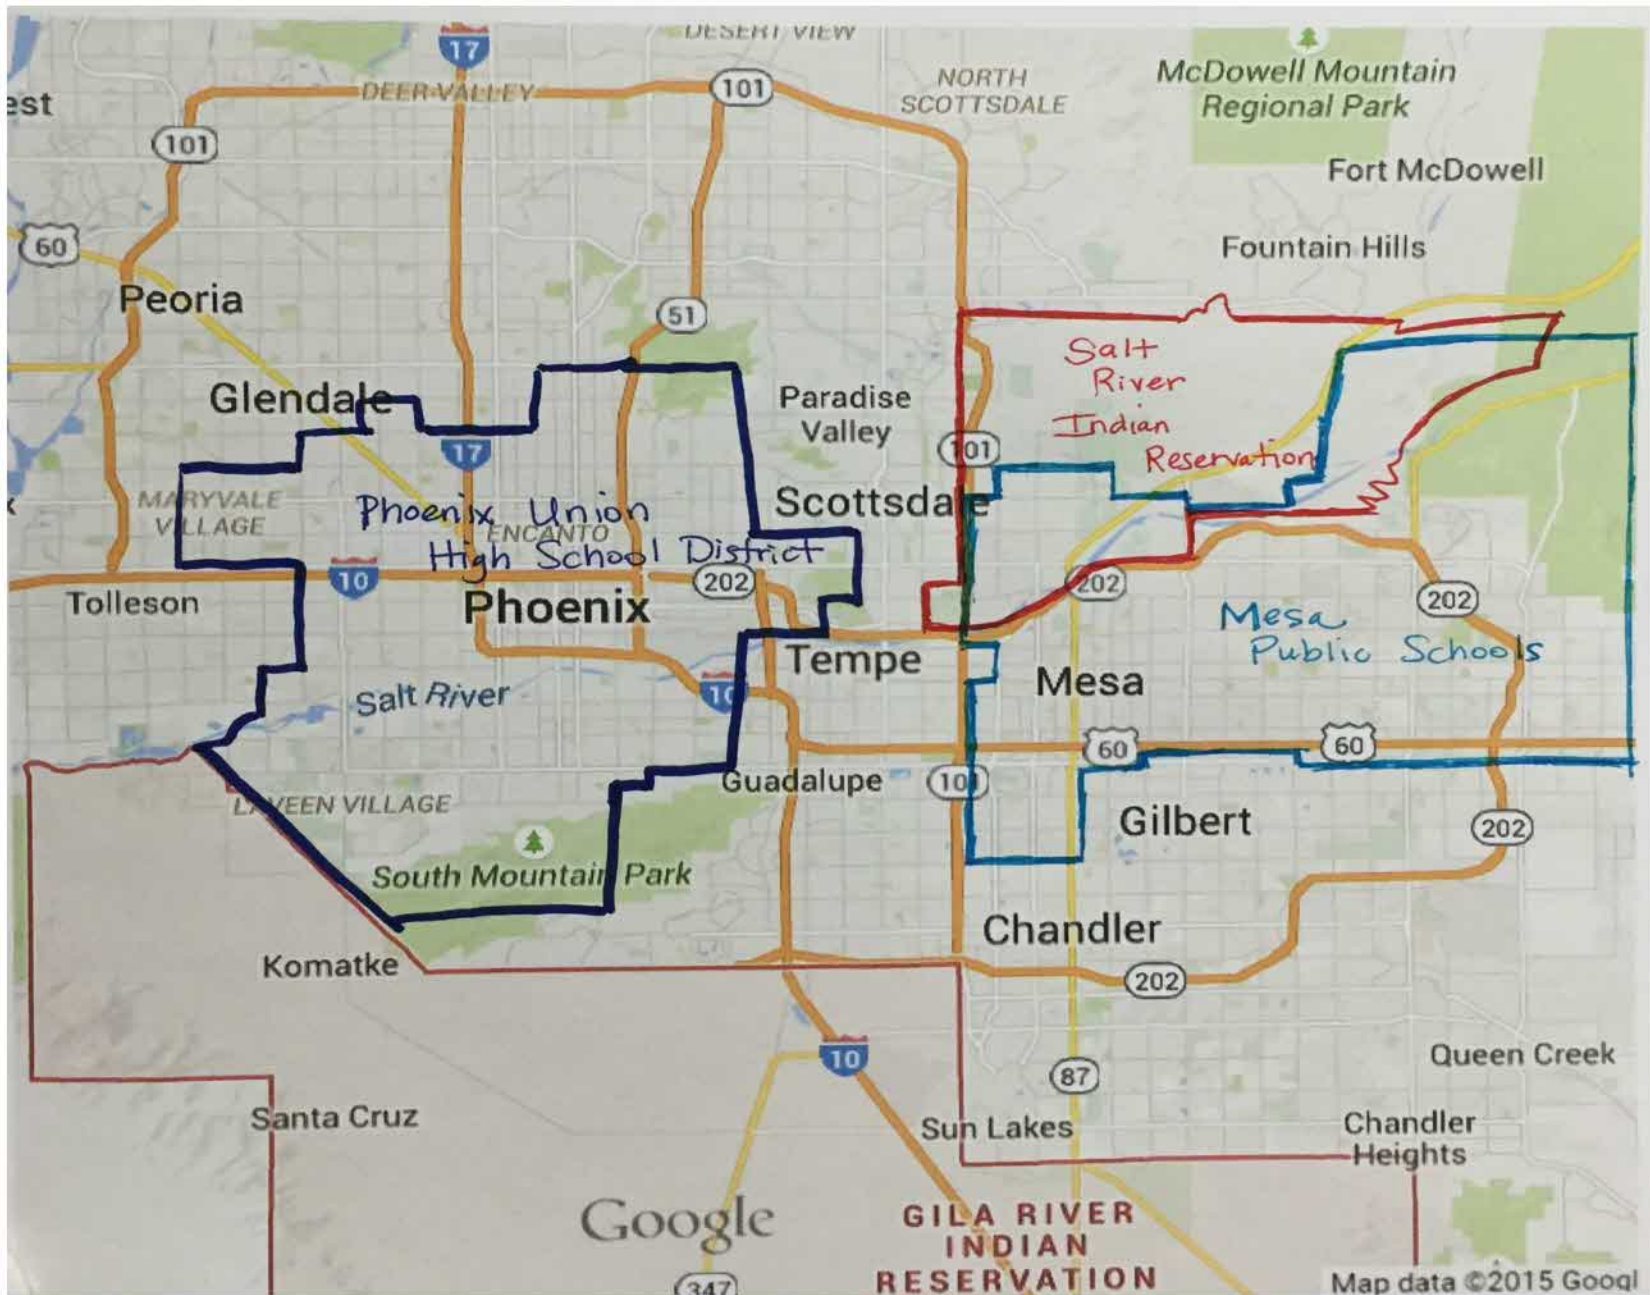 DESERT VIEW
17
NORTH
SCOTTSDALE
McDowell Mountain
Regional Park
DEER VALLEY
101
est
101
Fort McDowell
60
Fountain Hills
Peoria
51
Salt
River
Indian
Reservation
Glendale
Paradise
Valley
17
101
MARYVALE
VILLAGE
Scottsdale
Phoenix Union
High School District
ENCANTO
10
202
202
202
Tolleson
Phoenix
Mesa
Public Schools
Tempe
Mesa
Salt River
10
60
60
Guadalupe
101
LAVEEN VILLAGE
Gilbert
202
South Mountain Park
Chandler
Komatke
202
10
Queen Creek
87
Santa Cruz
Sun Lakes
Chandler
Heights
Google
GILA RIVER
INDIAN
RESERVATION
347
Map data ©2015 Googl